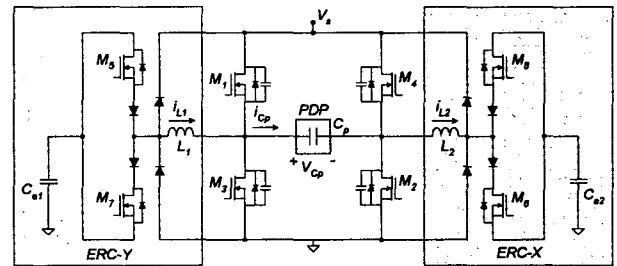 Vs
M5
M1
M4
M8
iL1
iCp
PDP
Cp
iL2
L1
L2
+ VCp -
Ce1
M7
M3
M2
M6
Ce2
ERC-Y
ERC-X